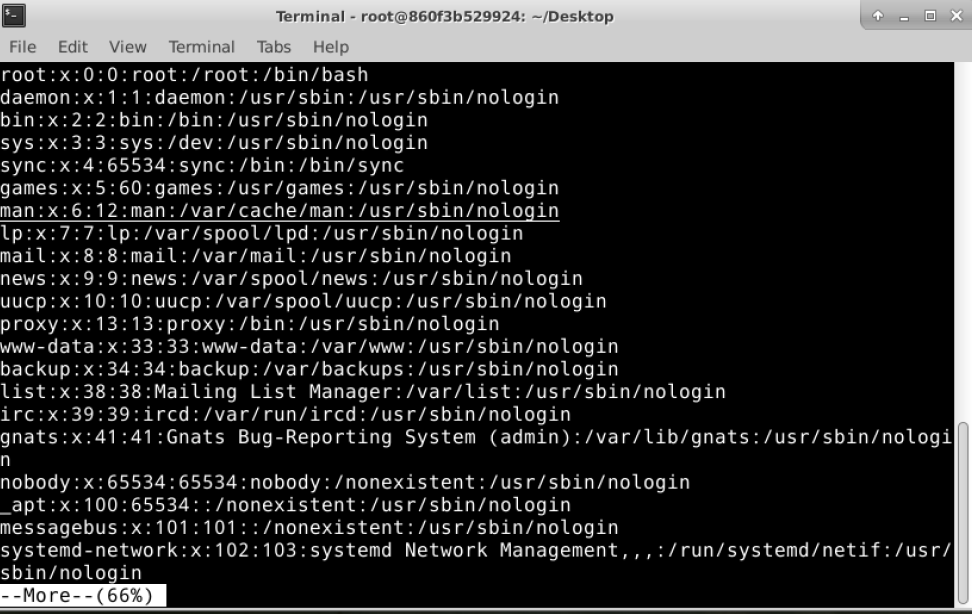 Terminal - root@860f3b529924: ~/Desktop
File Edit View Terminal Tabs Help
root:x:0:0:root:/root:/bin/bash
daemon:x:1:1:daemon:/usr/sbin:/usr/sbin/nologin
bin:x:2:2:bin:/bin:/usr/sbin/nologin
sys:x:3:3:sys:/dev:/usr/sbin/nologin
sync:x:4:65534:sync:/bin:/bin/sync
games:x:5:60:games:/usr/games:/usr/sbin/nologin
man:x:6:12:man:/var/cache/man:/usr/sbin/nologin
lp:x:7:7:lp:/var/spool/lpd:/usr/sbin/nologin
mail:x:8:8:mail:/var/mail:/usr/sbin/nologin
news:x:9:9:news:/var/spool/news:/usr/sbin/nologin
uucp:x:10:10:uucp:/var/spool/uucp:/usr/sbin/nologin
proxy:x:13:13:proxy:/bin:/usr/sbin/nologin
www-data:x:33:33:www-data:/var/www:/usr/sbin/nologin
backup:x:34:34:backup:/var/backups:/usr/sbin/nologin
list:x:38:38:Mailing List Manager:/var/list:/usr/sbin/nologin
irc:x:39:39:ircd:/var/run/ircd:/usr/sbin/nologin
gnats:x:41:41:Gnats Bug-Reporting System (admin):/var/lib/gnats:/usr/sbin/nologi
n
nobody:x:65534:65534:nobody:/nonexistent:/usr/sbin/nologin
_apt:x:100:65534::/nonexistent:/usr/sbin/nologin
messagebus:x:101:101::/nonexistent:/usr/sbin/nologin
systemd-network:x:102:103:systemd Network Management,,,:/run/systemd/netif:/usr/
sbin/nologin
--More--(66%)